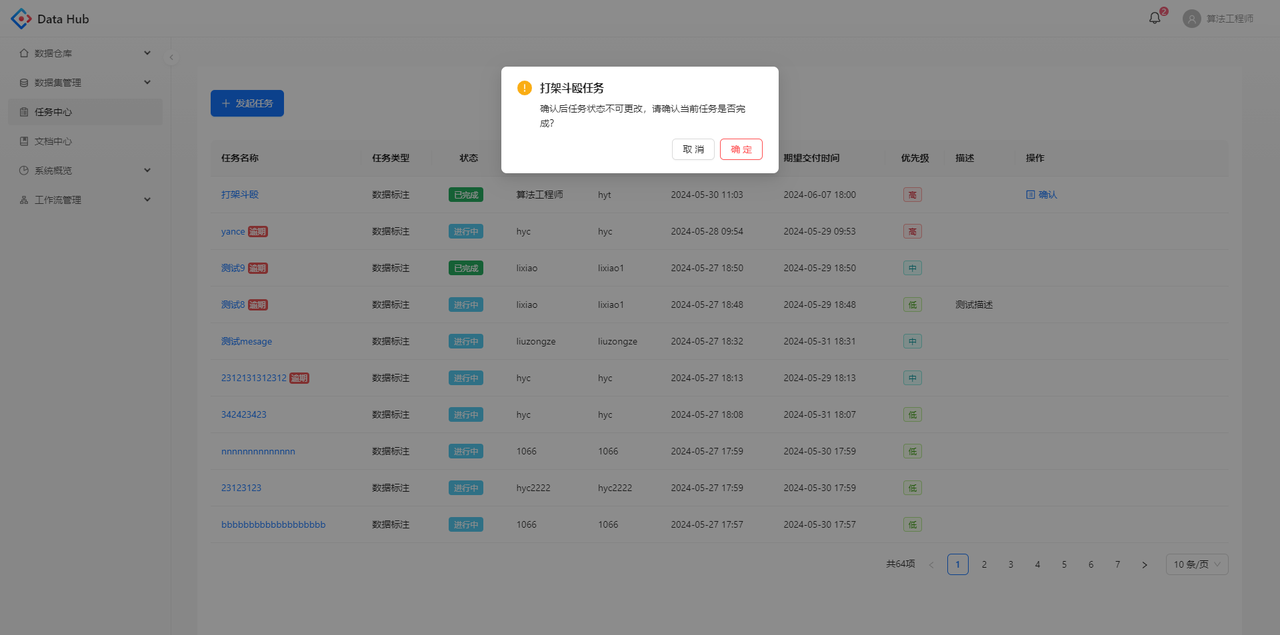 Data Hub
2
算法工程师
数据仓库
数据集管理
任务中心
文档中心
系统概览
工作流管理
打架斗殴任务
确认后任务状态不可更改，请确认当前任务是否完
成?
取 消
确 定
+ 发起任务
任务名称 任务类型 状态 期望交付时间 优先级 描述 操作
打架斗殴 数据标注 已完成 算法工程师 hyt 2024-05-30 11:03 2024-06-07 18:00 高 确认
yance 逾期 数据标注 进行中 hyc hyc 2024-05-28 09:54 2024-05-29 09:53 高
测试9 逾期 数据标注 已完成 lixiao lixiao1 2024-05-27 18:50 2024-05-29 18:50 中
测试8 逾期 数据标注 进行中 lixiao lixiao1 2024-05-27 18:48 2024-05-29 18:48 低 测试描述
测试mesage 数据标注 进行中 liuzongze liuzongze 2024-05-27 18:32 2024-05-31 18:31 中
2312131312312 逾期 数据标注 进行中 hyc hyc 2024-05-27 18:13 2024-05-29 18:13 中
342423423 数据标注 进行中 hyc hyc 2024-05-27 18:08 2024-05-31 18:07 低
nnnnnnnnnnnnnn 数据标注 进行中 1066 1066 2024-05-27 17:59 2024-05-30 17:59 低
23123123 数据标注 进行中 hyc2222 hyc2222 2024-05-27 17:59 2024-05-30 17:59 低
bbbbbbbbbbbbbbbbbbb 数据标注 进行中 1066 1066 2024-05-27 17:57 2024-05-30 17:57 低
共64项 < 1 2 3 4 5 6 7 > 10 条/页